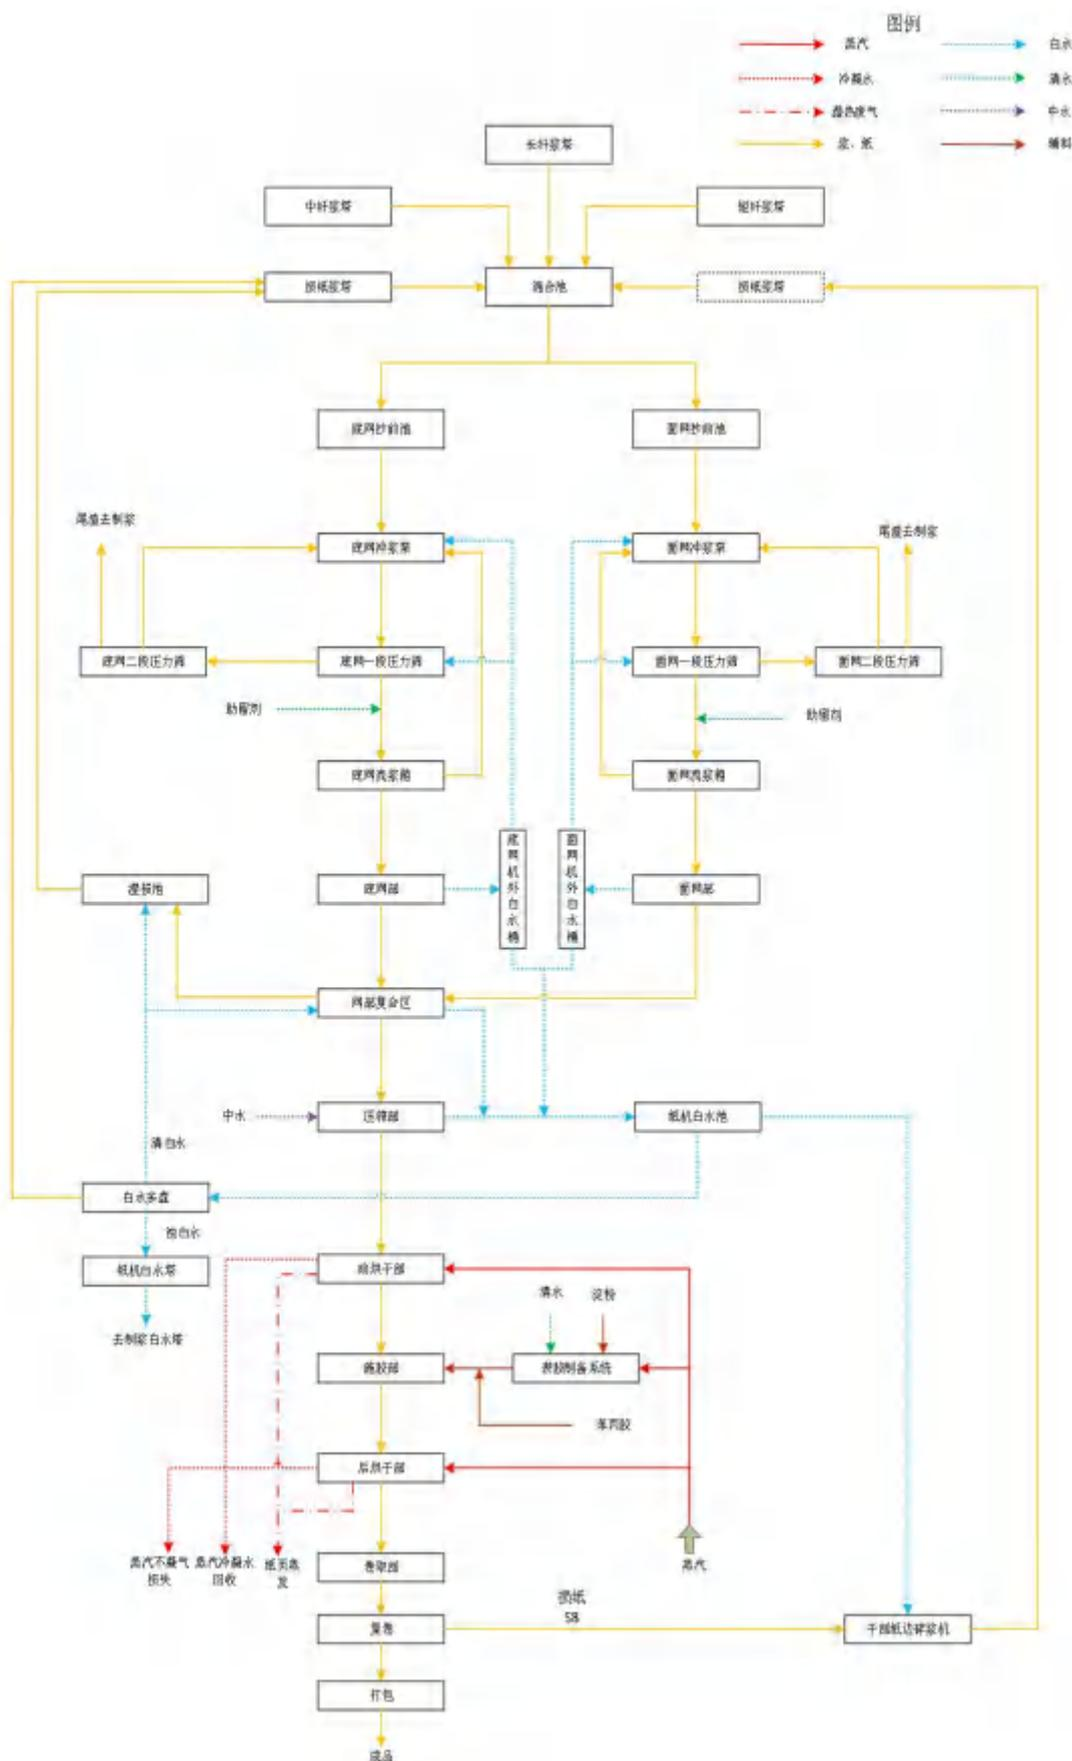 图例
蒸汽
白水
冷凝水
清水
湿热废气
中水
浆、纸
辅料
长纤浆塔
中纤浆塔
短纤浆塔
损纸浆塔
混合池
损纸浆塔
底网抄前池
面网抄前池
尾渣去制浆
底网冲浆泵
面网冲浆泵
尾渣去制浆
底网二段压力筛
底网一段压力筛
面网一段压力筛
面网二段压力筛
助留剂
助留剂
底网流浆箱
面网流浆箱
底网机外白水桶
面网机外白水桶
湿损池
底网部
面网部
网部复合区
中水
压榨部
纸机白水池
清白水
白水多盘
浊白水
纸机白水塔
去制浆白水塔
前烘干部
清水
淀粉
施胶部
表胶制备系统
苯丙胶
后烘干部
蒸汽不凝气
损失
蒸汽冷凝水
回收
纸页蒸
发
蒸汽
卷取部
损纸
58
复卷
干部纸边碎浆机
打包
成品